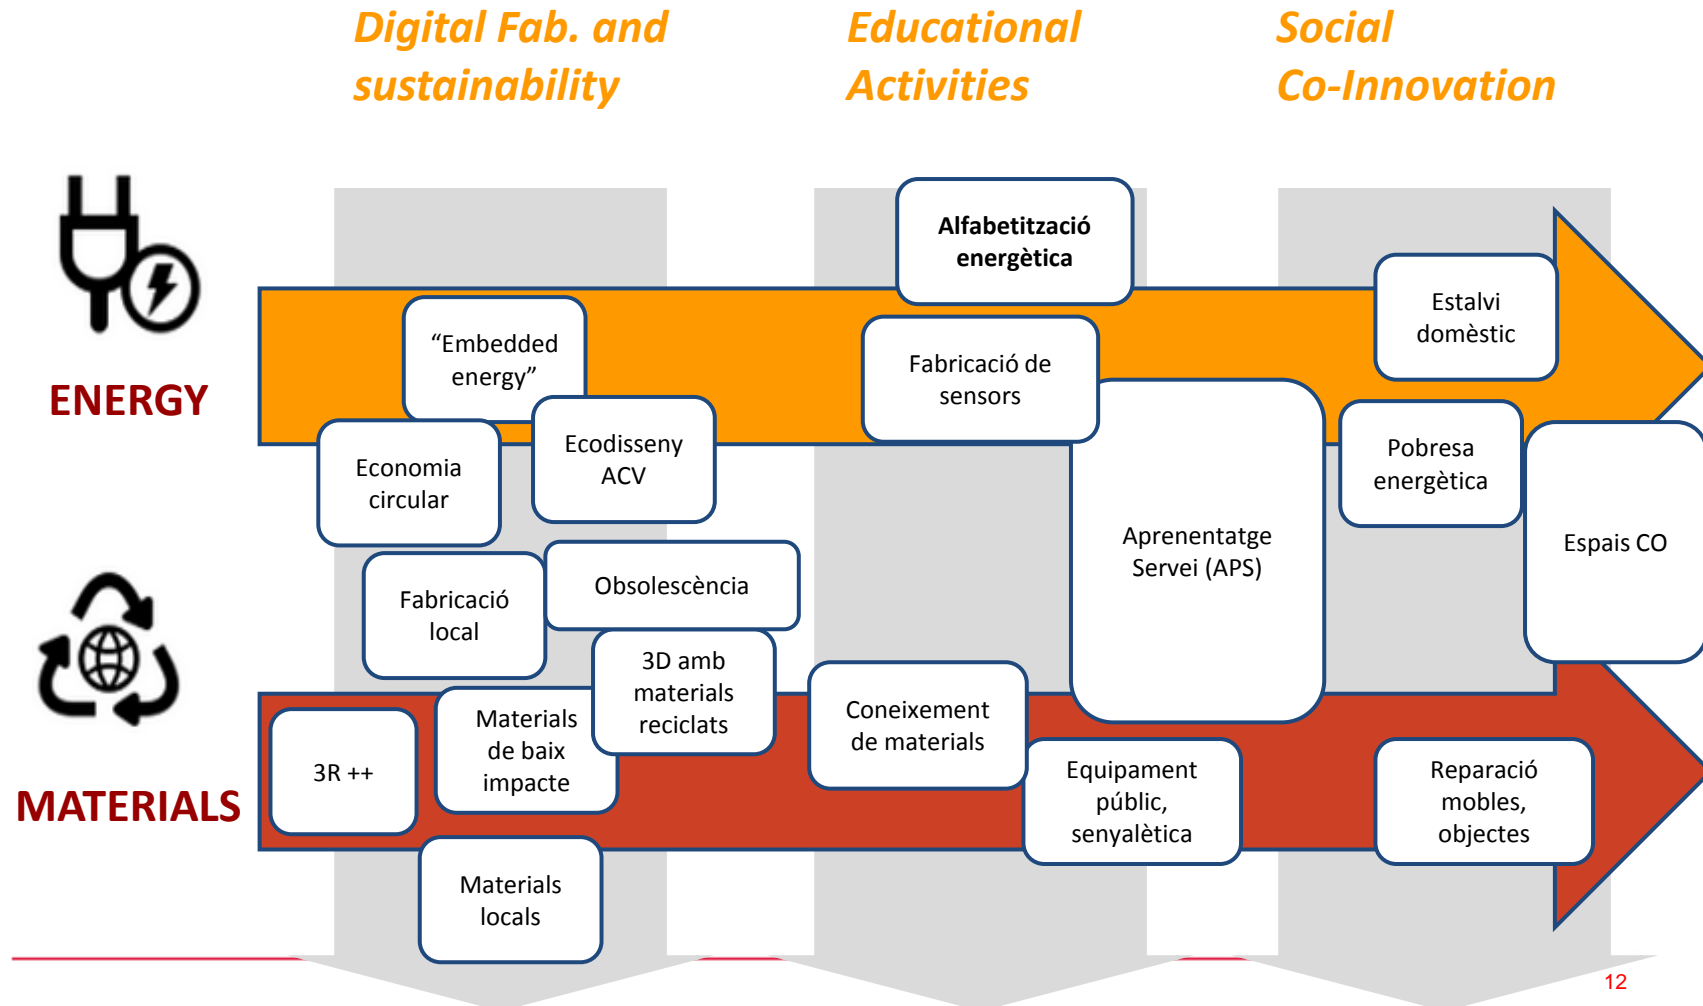 Digital Fab. and
sustainability
Educational
Activities
Social
Co-Innovation
ENERGY
Alfabetització
energètica
“Embedded
energy”
Fabricació de
sensors
Estalvi
domèstic
Economia
circular
Ecodisseny
ACV
Pobresa
energètica
Aprenentatge
Servei (APS)
Espais CO
MATERIALS
Fabricació
local
Obsolescència
3D amb
materials
reciclats
3R ++
Materials
de baix
impacte
Coneixement
de materials
Equipament
públic,
senyalètica
Reparació
mobles,
objectes
Materials
locals
12